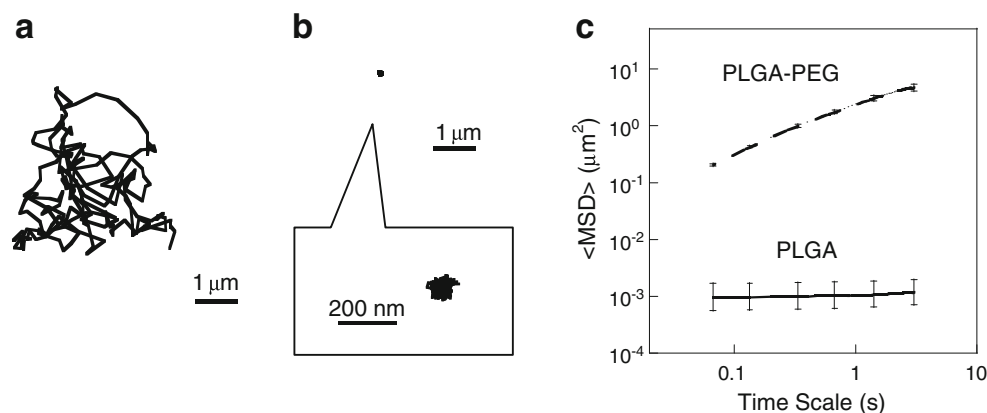 a
1 μm
b
1 μm
200 nm
c
<MSD> (μm²)
10¹
10⁰
10⁻¹
10⁻²
10⁻³
10⁻⁴
PLGA-PEG
PLGA
0.1
1
10
Time Scale (s)